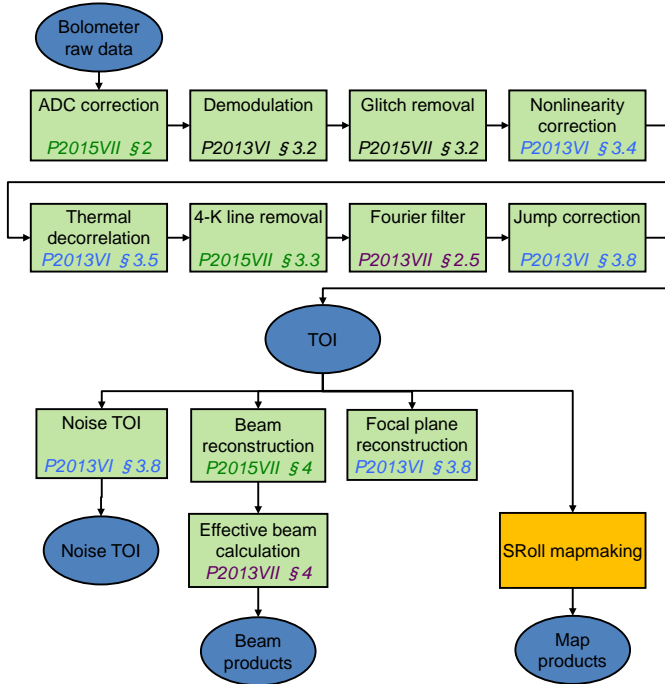 Bolometer
raw data
ADC correction
P2015VII § 2
Demodulation
P2013VI § 3.2
Glitch removal
P2015VII § 3.2
Nonlinearity
correction
P2013VI § 3.4
Thermal
decorrelation
P2013VI § 3.5
4-K line removal
P2015VII § 3.3
Fourier filter
P2013VII § 2.5
Jump correction
P2013VI § 3.8
TOI
Noise TOI
P2013VI § 3.8
Beam
reconstruction
P2015VII § 4
Focal plane
reconstruction
P2013VI § 3.8
Noise TOI
Effective beam
calculation
P2013VII § 4
SRoll mapmaking
Beam
products
Map
products